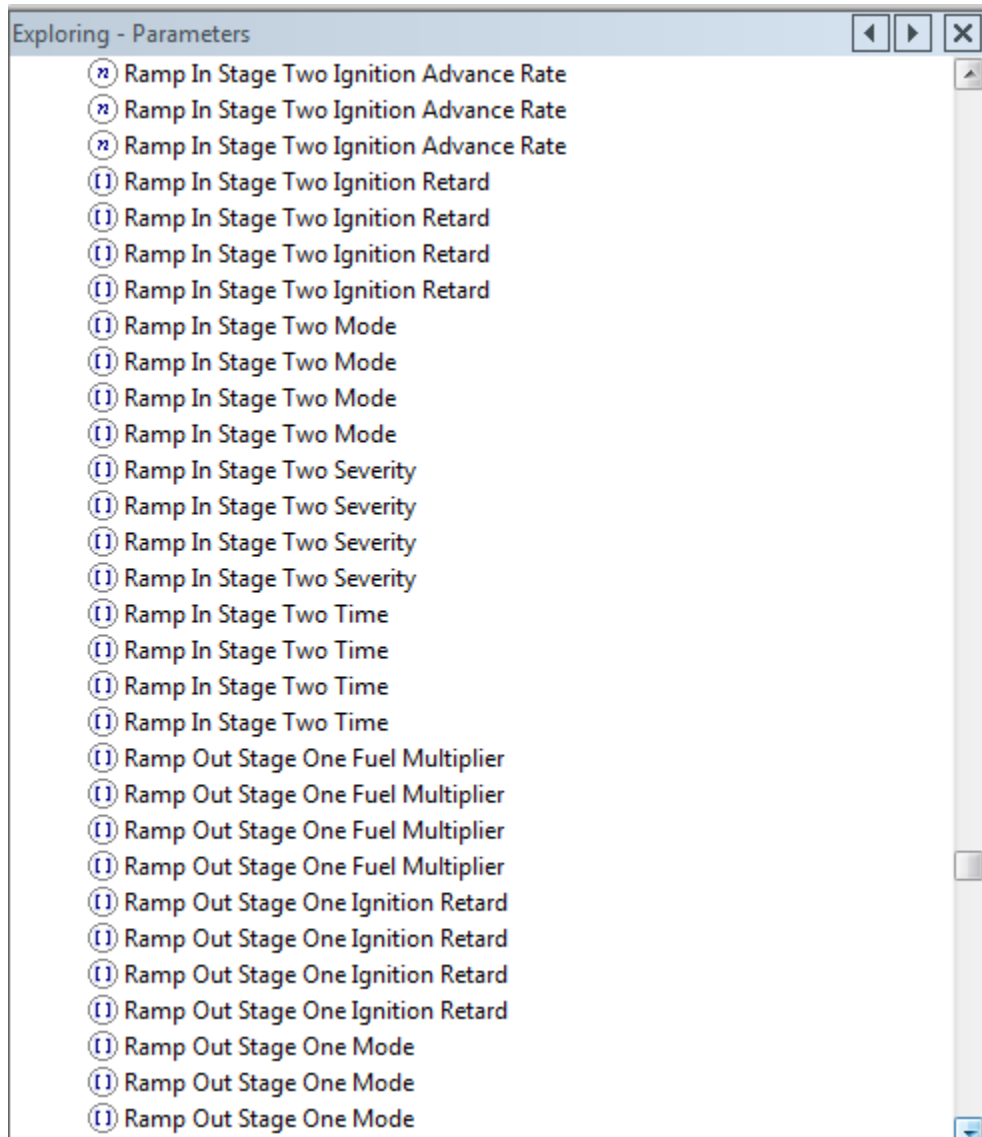 Exploring - Parameters
n Ramp In Stage Two Ignition Advance Rate
n Ramp In Stage Two Ignition Advance Rate
n Ramp In Stage Two Ignition Advance Rate
[] Ramp In Stage Two Ignition Retard
[] Ramp In Stage Two Ignition Retard
[] Ramp In Stage Two Ignition Retard
[] Ramp In Stage Two Ignition Retard
[] Ramp In Stage Two Mode
[] Ramp In Stage Two Mode
[] Ramp In Stage Two Mode
[] Ramp In Stage Two Mode
[] Ramp In Stage Two Severity
[] Ramp In Stage Two Severity
[] Ramp In Stage Two Severity
[] Ramp In Stage Two Severity
[] Ramp In Stage Two Time
[] Ramp In Stage Two Time
[] Ramp In Stage Two Time
[] Ramp In Stage Two Time
[] Ramp Out Stage One Fuel Multiplier
[] Ramp Out Stage One Fuel Multiplier
[] Ramp Out Stage One Fuel Multiplier
[] Ramp Out Stage One Fuel Multiplier
[] Ramp Out Stage One Ignition Retard
[] Ramp Out Stage One Ignition Retard
[] Ramp Out Stage One Ignition Retard
[] Ramp Out Stage One Ignition Retard
[] Ramp Out Stage One Mode
[] Ramp Out Stage One Mode
[] Ramp Out Stage One Mode